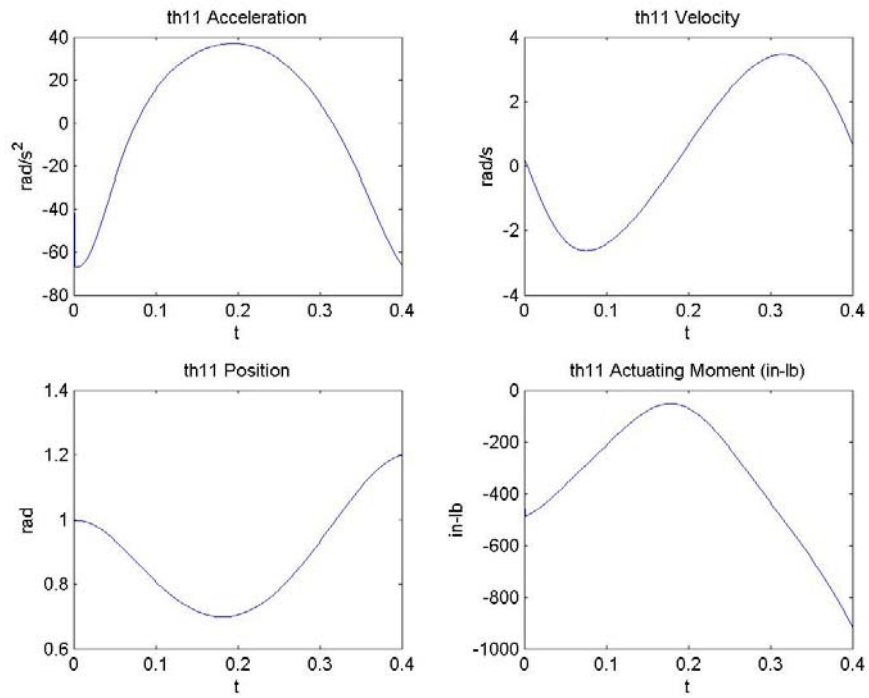 th11 Acceleration
rad/s2
40
20
0
-20
-40
-60
-80
0 0.1 0.2 0.3 0.4
t
th11 Velocity
rad/s
4
2
0
-2
-4
0 0.1 0.2 0.3 0.4
t
th11 Position
rad
1.4
1.2
1
0.8
0.6
0 0.1 0.2 0.3 0.4
t
th11 Actuating Moment (in-lb)
in-lb
0
-200
-400
-600
-800
-1000
0 0.1 0.2 0.3 0.4
t